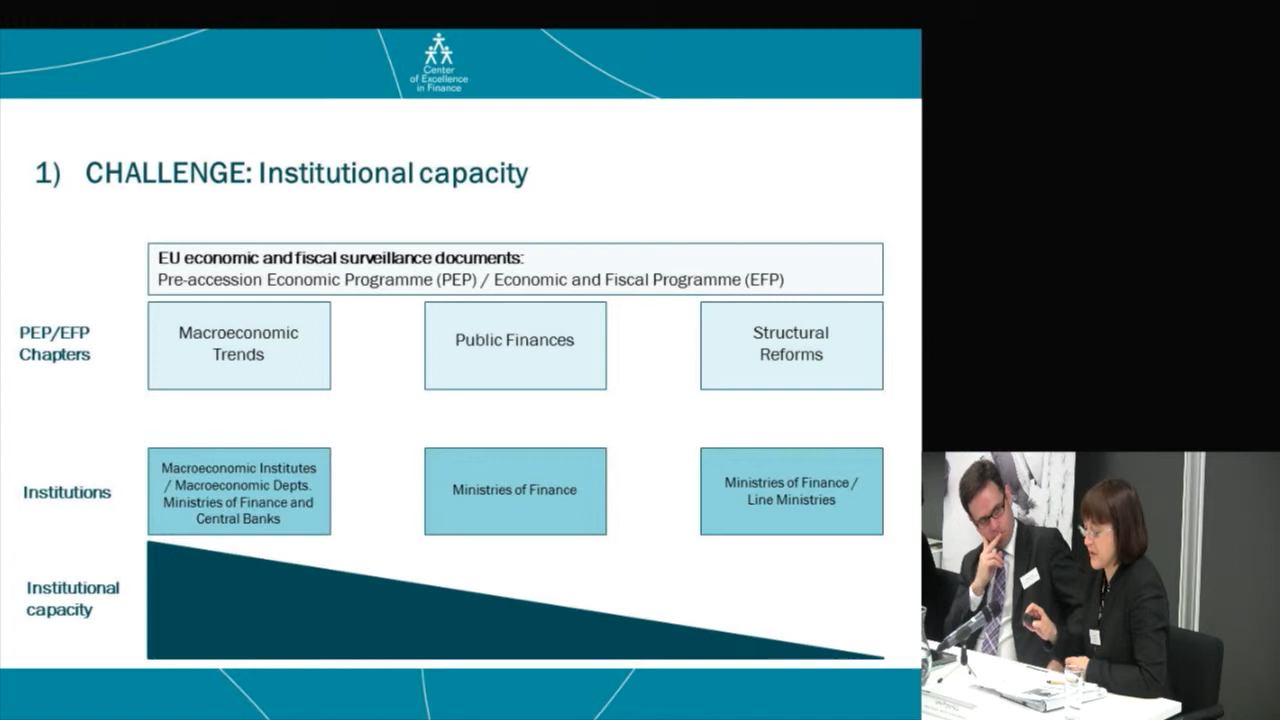 Center
of Excellence
in Finance
1) CHALLENGE: Institutional capacity
EU economic and fiscal surveillance documents:
Pre-accession Economic Programme (PEP) / Economic and Fiscal Programme (EFP)
PEP/EFP
Chapters
Macroeconomic
Trends
Public Finances
Structural
Reforms
Institutions
Macroeconomic Institutes
/ Macroeconomic Depts.
Ministries of Finance and
Central Banks
Ministries of Finance
Ministries of Finance /
Line Ministries
Institutional
capacity